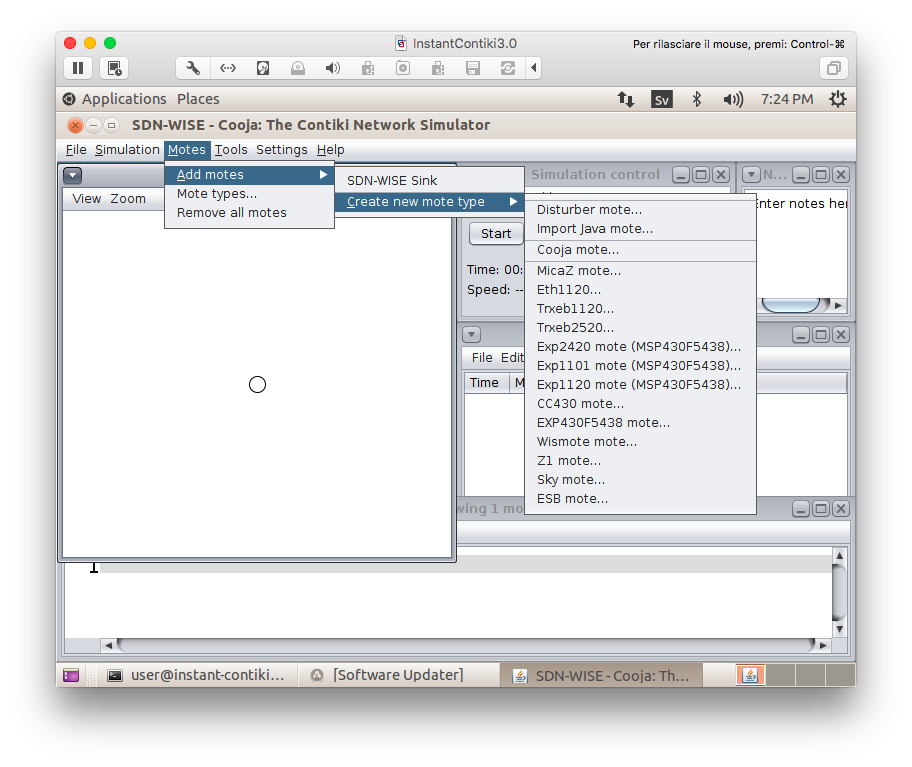 InstantContiki3.0
Per rilasciare il mouse, premi: Control-⌘
Applications Places
Sv
7:24 PM
SDN-WISE - Cooja: The Contiki Network Simulator
File Simulation Motes Tools Settings Help
View Zoom
Add motes
Mote types...
Remove all motes
SDN-WISE Sink
Create new mote type
Disturber mote...
Import Java mote...
Cooja mote...
MicaZ mote...
Eth1120...
Trxeb1120...
Trxeb2520...
Exp2420 mote (MSP430F5438)...
Exp1101 mote (MSP430F5438)...
Exp1120 mote (MSP430F5438)...
CC430 mote...
EXP430F5438 mote...
Wismote mote...
Z1 mote...
Sky mote...
ESB mote...
Simulation control
Start
Time: 00:
Speed: --
N...
Enter notes her
File Edit
Time M
wing 1 mo
1
user@instant-contiki...
[Software Updater]
SDN-WISE - Cooja: Th...